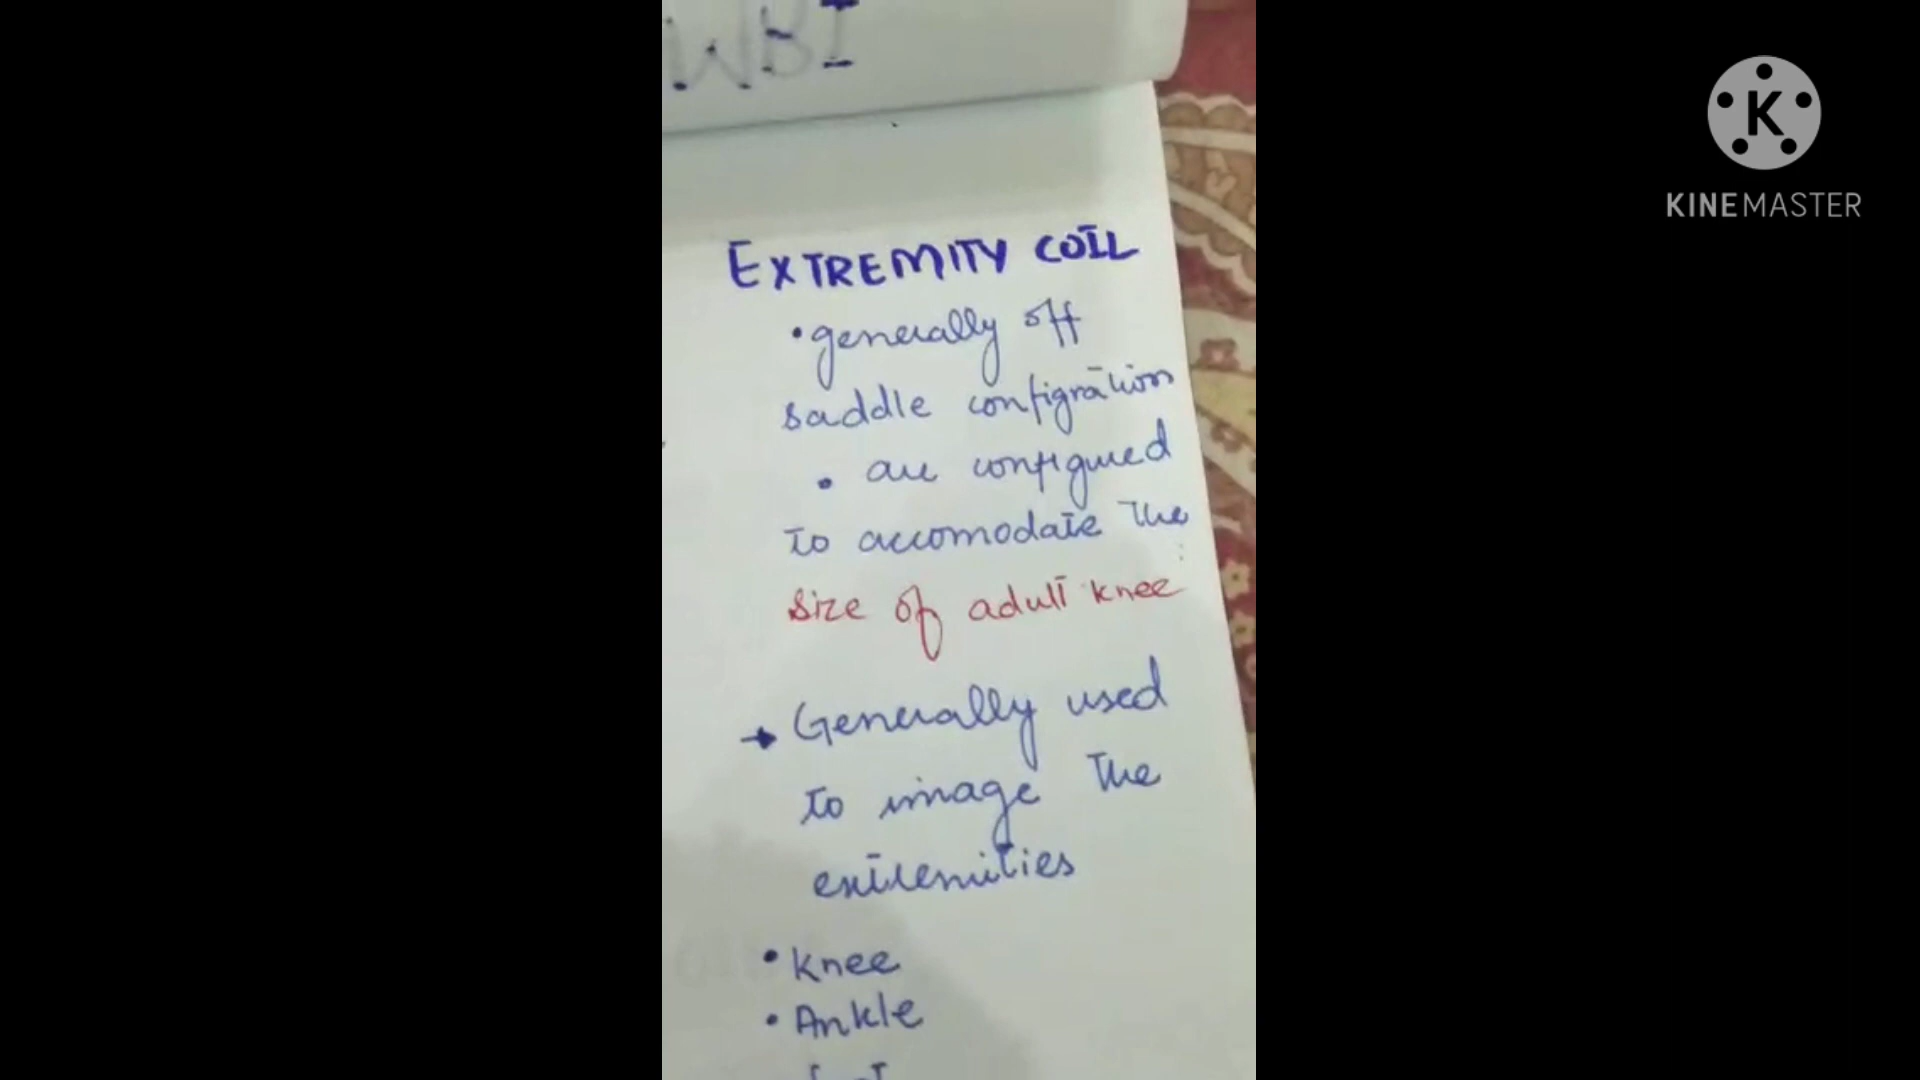 WBI
EXTREMITY COIL
• generally off
saddle configration
• are configured
to accomodate the
size of adult knee
→ Generally used
to image the
extremities
• Knee
• Ankle
K
KINEMASTER